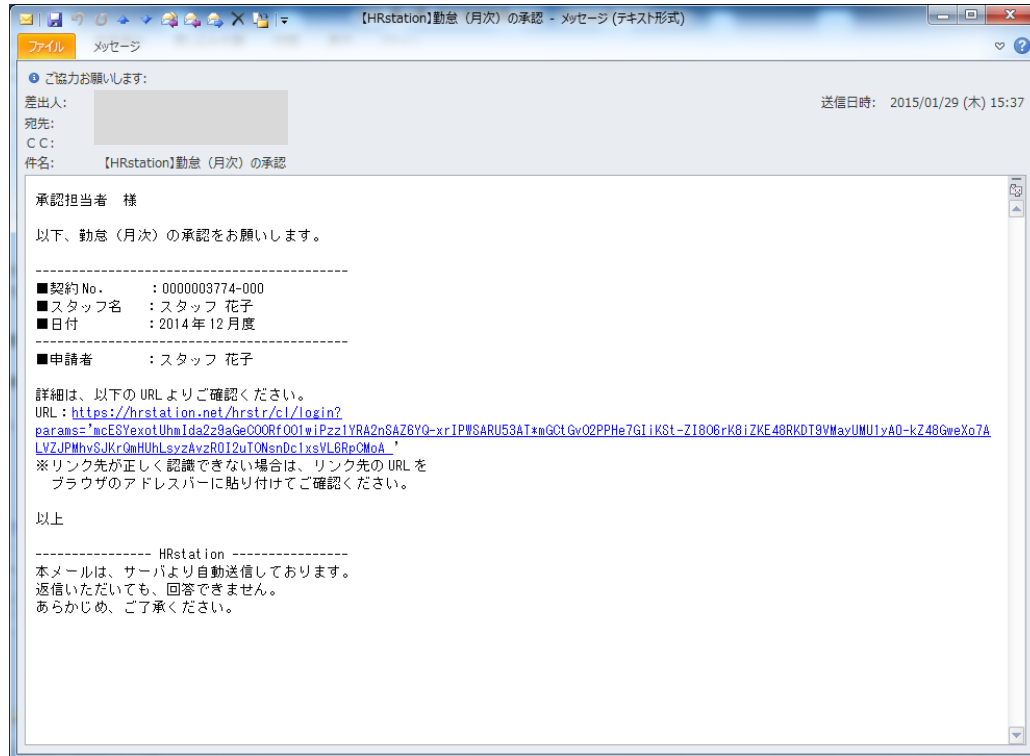 【HRstation】勤怠（月次）の承認 - メッセージ (テキスト形式)
ファイル メッセージ
ご協力お願いします:
差出人:
送信日時: 2015/01/29 (木) 15:37
宛先:
ＣＣ:
件名: 【HRstation】勤怠（月次）の承認
承認担当者　様
以下、勤怠（月次）の承認をお願いします。
-------------------------------------------
■契約No.　　　：0000003774-000
■スタッフ名　：スタッフ 花子
■日付　　　　：2014年12月度
-------------------------------------------
■申請者　　　：スタッフ 花子
詳細は、以下のURLよりご確認ください。
URL：https://hrstation.net/hrstr/cl/login?
params='mcESYexotUhmIda2z9aGeCOORfOO1wiPzz1YRA2nSAZ6YQ-xrIPWSARU53AT*mGCtGvO2PPHe7GIiKSt-ZI8O6rK8iZKE48RKDT9VMayUMU1yAO-kZ48GweXo7A
LVZJPMhvSJKrQmHUhLsyzAvzROI2uTONsnDc1xsVL6RpCMoA_'
※リンク先が正しく認識できない場合は、リンク先のURLを
ブラウザのアドレスバーに貼り付けてご確認ください。
以上
---------------- HRstation ----------------
本メールは、サーバより自動送信しております。
返信いただいても、回答できません。
あらかじめ、ご了承ください。